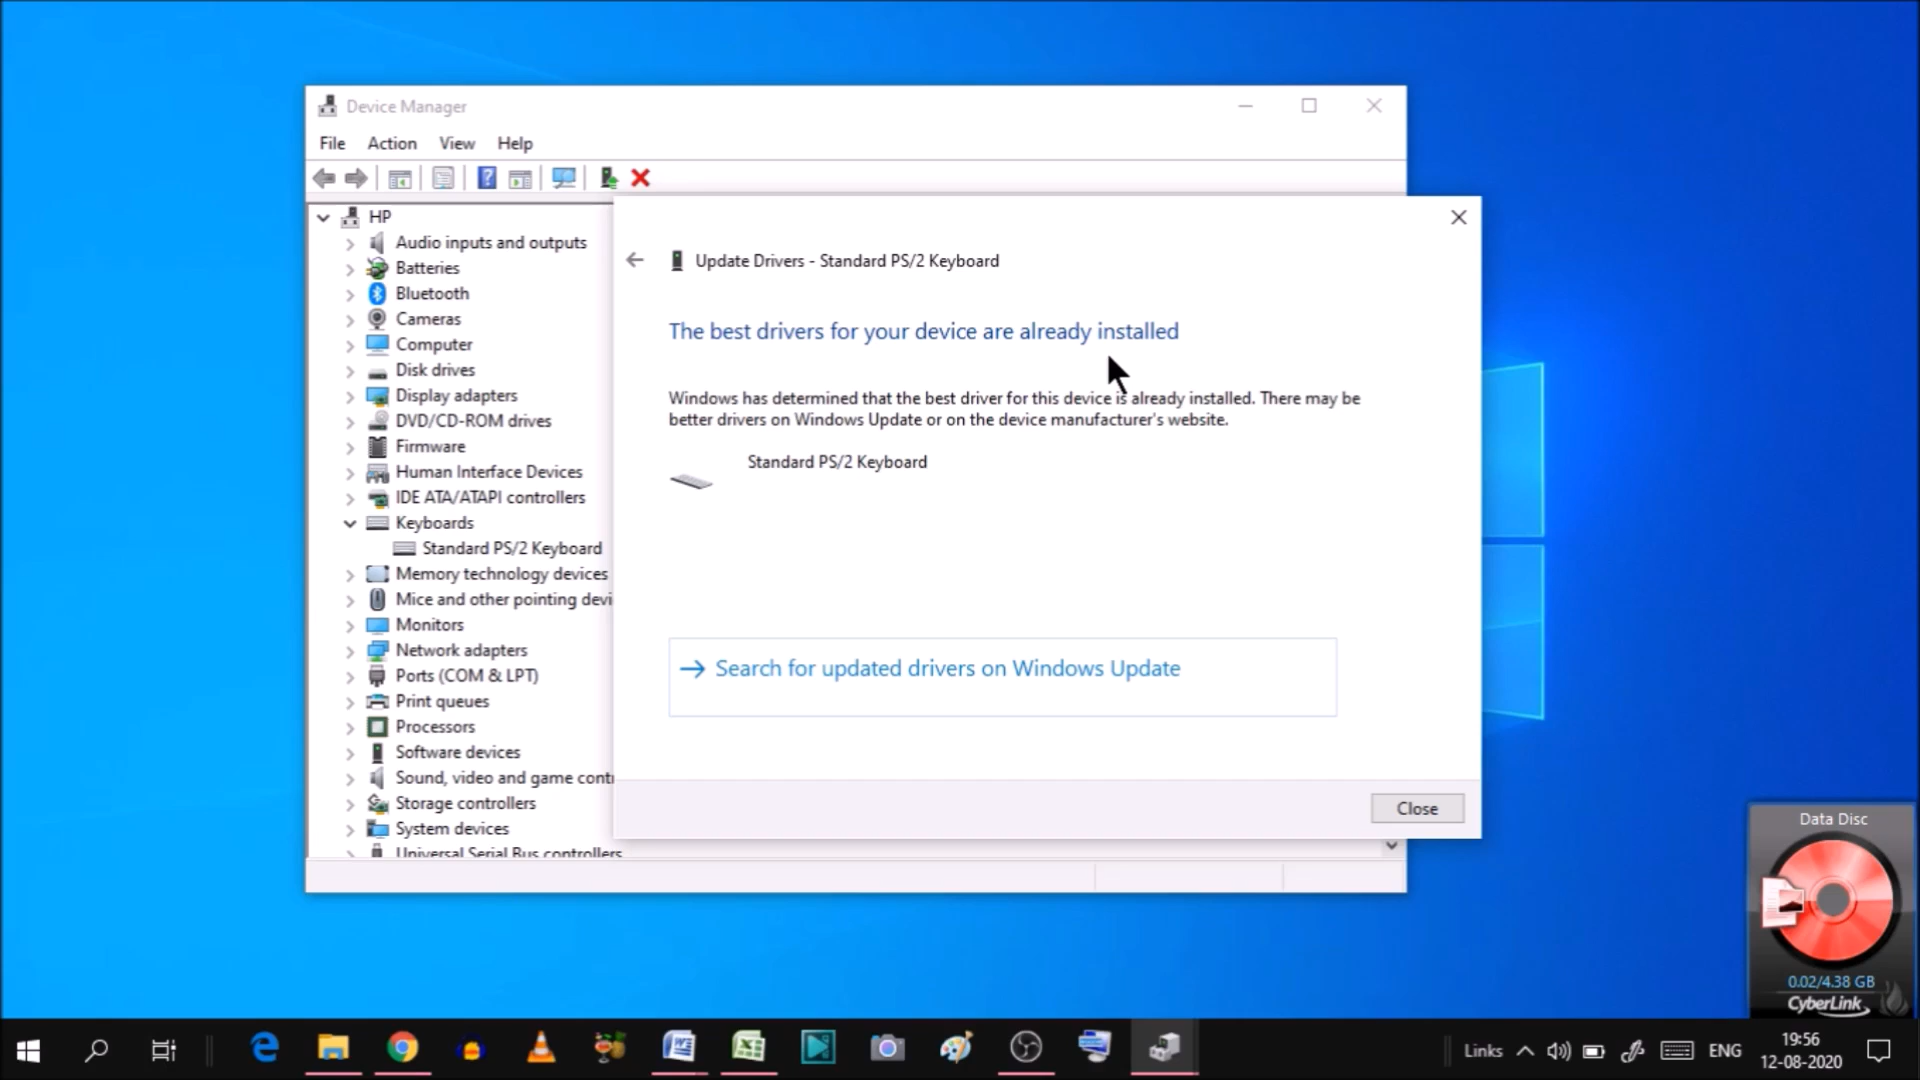 Device Manager
File Action View Help
HP
Audio inputs and outputs
Batteries
Bluetooth
Cameras
Computer
Disk drives
Display adapters
DVD/CD-ROM drives
Firmware
Human Interface Devices
IDE ATA/ATAPI controllers
Keyboards
Standard PS/2 Keyboard
Memory technology devices
Mice and other pointing devi
Monitors
Network adapters
Ports (COM & LPT)
Print queues
Processors
Software devices
Sound, video and game cont
Storage controllers
System devices
Universal Serial Bus controllers
Update Drivers - Standard PS/2 Keyboard
The best drivers for your device are already installed
Windows has determined that the best driver for this device is already installed. There may be
better drivers on Windows Update or on the device manufacturer's website.
Standard PS/2 Keyboard
Search for updated drivers on Windows Update
Close
Data Disc
0.02/4.38 GB
CyberLink
Links ENG
19:56
12-08-2020